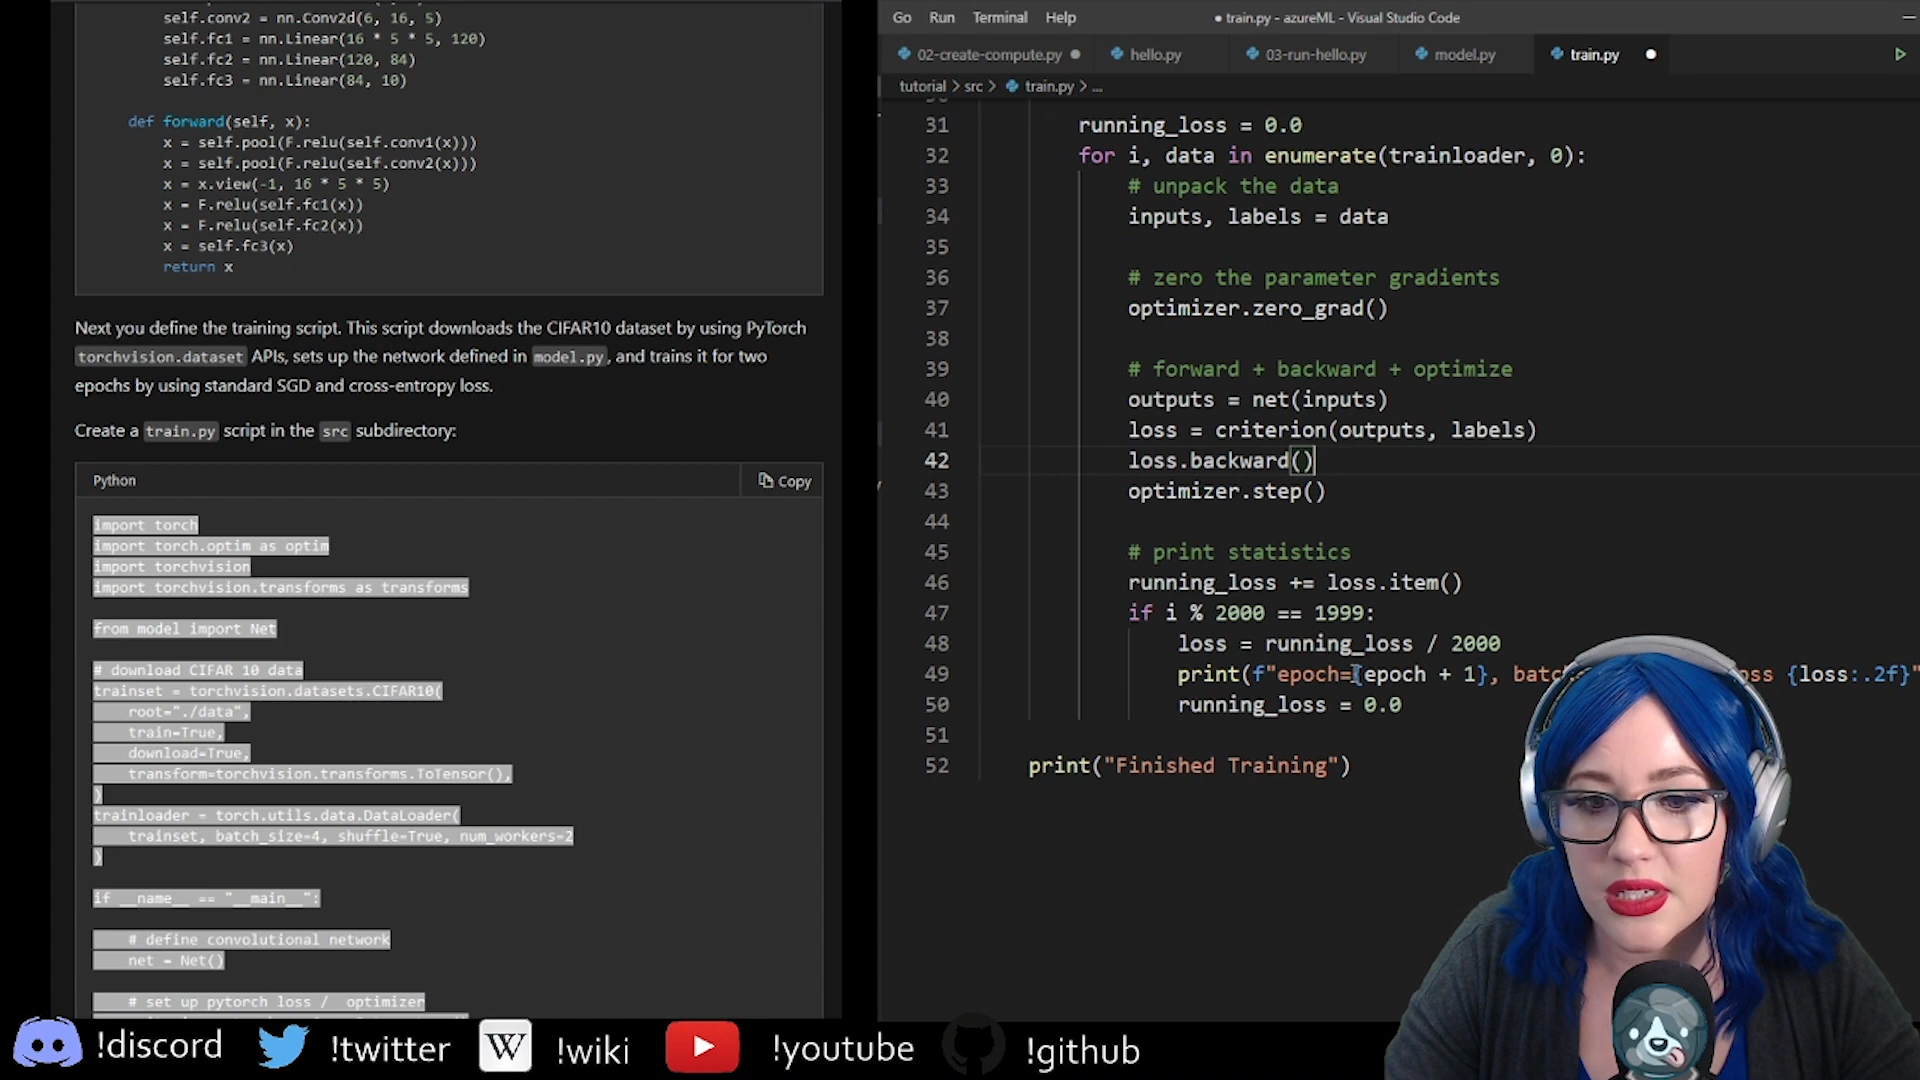 self.conv2 = nn.Conv2d(6, 16, 5)
self.fc1 = nn.Linear(16 * 5 * 5, 120)
self.fc2 = nn.Linear(120, 84)
self.fc3 = nn.Linear(84, 10)
def forward(self, x):
x = self.pool(F.relu(self.conv1(x)))
x = self.pool(F.relu(self.conv2(x)))
x = x.view(-1, 16 * 5 * 5)
x = F.relu(self.fc1(x))
x = F.relu(self.fc2(x))
x = self.fc3(x)
return x
Next you define the training script. This script downloads the CIFAR10 dataset by using PyTorch
torchvision.dataset APIs, sets up the network defined in model.py, and trains it for two
epochs by using standard SGD and cross-entropy loss.
Create a train.py script in the src subdirectory:
Python
Copy
import torch
import torch.optim as optim
import torchvision
import torchvision.transforms as transforms
from model import Net
# download CIFAR 10 data
trainset = torchvision.datasets.CIFAR10(
root="./data",
train=True,
download=True,
transform=torchvision.transforms.ToTensor(),
)
trainloader = torch.utils.data.DataLoader(
trainset, batch_size=4, shuffle=True, num_workers=2
)
if __name__ == "__main__":
# define convolutional network
net = Net()
# set up pytorch loss /  optimizer
Go Run Terminal Help
● train.py - azureML - Visual Studio Code
02-create-compute.py ● hello.py 03-run-hello.py model.py train.py ●
tutorial > src > train.py > ...
31 running_loss = 0.0
32 for i, data in enumerate(trainloader, 0):
33 # unpack the data
34 inputs, labels = data
35
36 # zero the parameter gradients
37 optimizer.zero_grad()
38
39 # forward + backward + optimize
40 outputs = net(inputs)
41 loss = criterion(outputs, labels)
42 loss.backward()
43 optimizer.step()
44
45 # print statistics
46 running_loss += loss.item()
47 if i % 2000 == 1999:
48 loss = running_loss / 2000
49 print(f"epoch={epoch + 1}, {loss:.2f}"
50 running_loss = 0.0
51
52 print("Finished Training")
!discord !twitter W !wiki !youtube !github